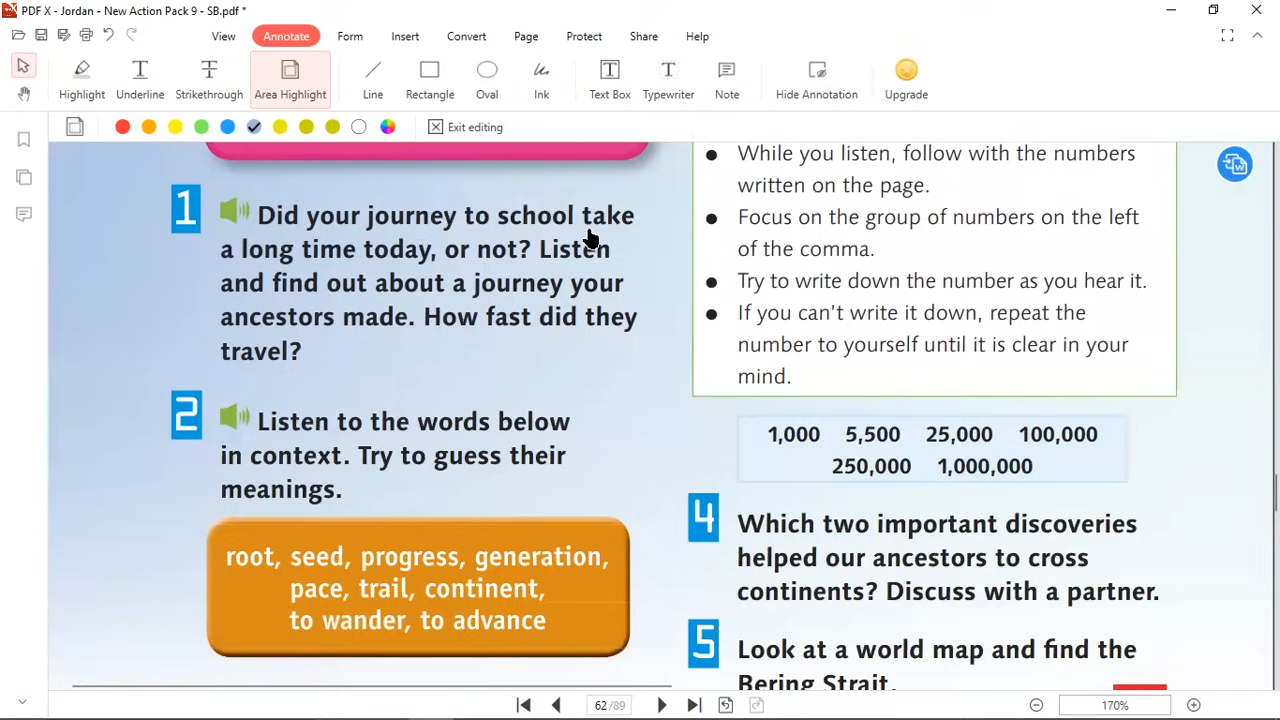 PDF X - Jordan - New Action Pack 9 - SB.pdf *
View Annotate Form Insert Convert Page Protect Share Help
Highlight Underline Strikethrough Area Highlight Line Rectangle Oval Ink Text Box Typewriter Note Hide Annotation Upgrade
Exit editing
1 Did your journey to school take
a long time today, or not? Listen
and find out about a journey your
ancestors made. How fast did they
travel?
2 Listen to the words below
in context. Try to guess their
meanings.
root, seed, progress, generation,
pace, trail, continent,
to wander, to advance
● While you listen, follow with the numbers
written on the page.
● Focus on the group of numbers on the left
of the comma.
● Try to write down the number as you hear it.
● If you can't write it down, repeat the
number to yourself until it is clear in your
mind.
1,000 5,500 25,000 100,000
250,000 1,000,000
4 Which two important discoveries
helped our ancestors to cross
continents? Discuss with a partner.
5 Look at a world map and find the
Bering Strait.
62/89
170%